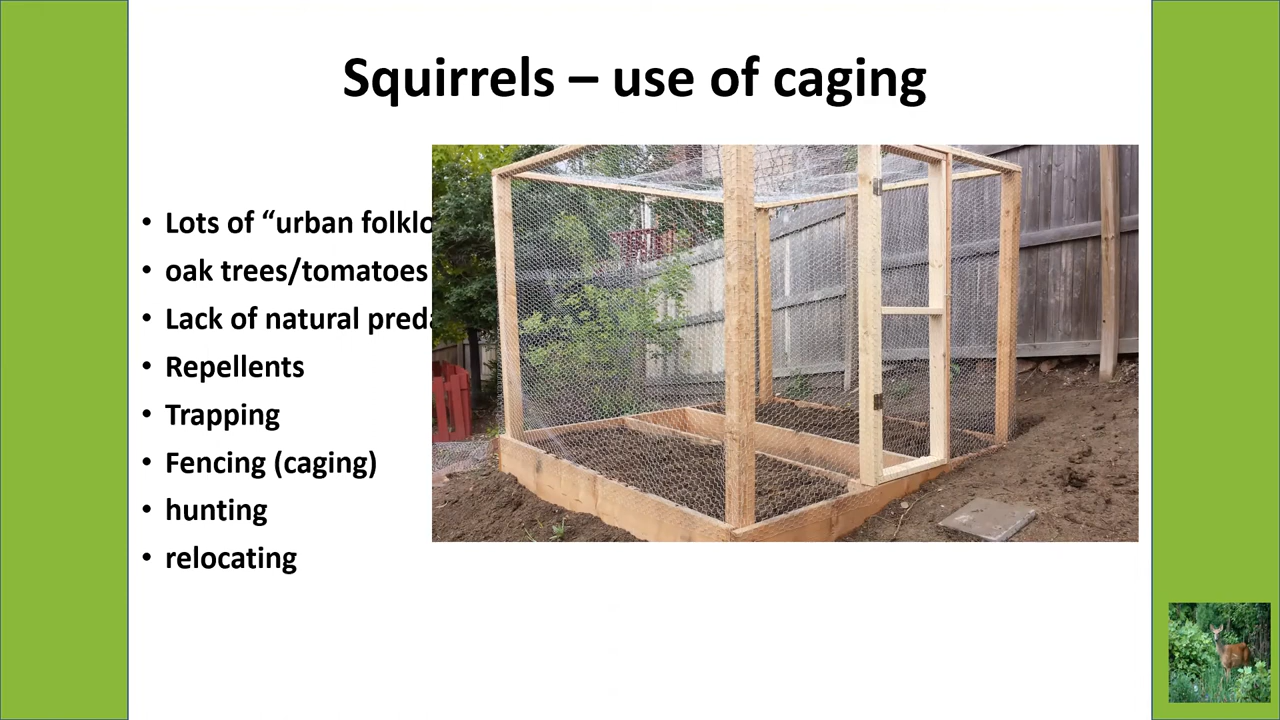 Squirrels – use of caging
• Lots of “urban folklo
• oak trees/tomatoes
• Lack of natural pred
• Repellents
• Trapping
• Fencing (caging)
• hunting
• relocating